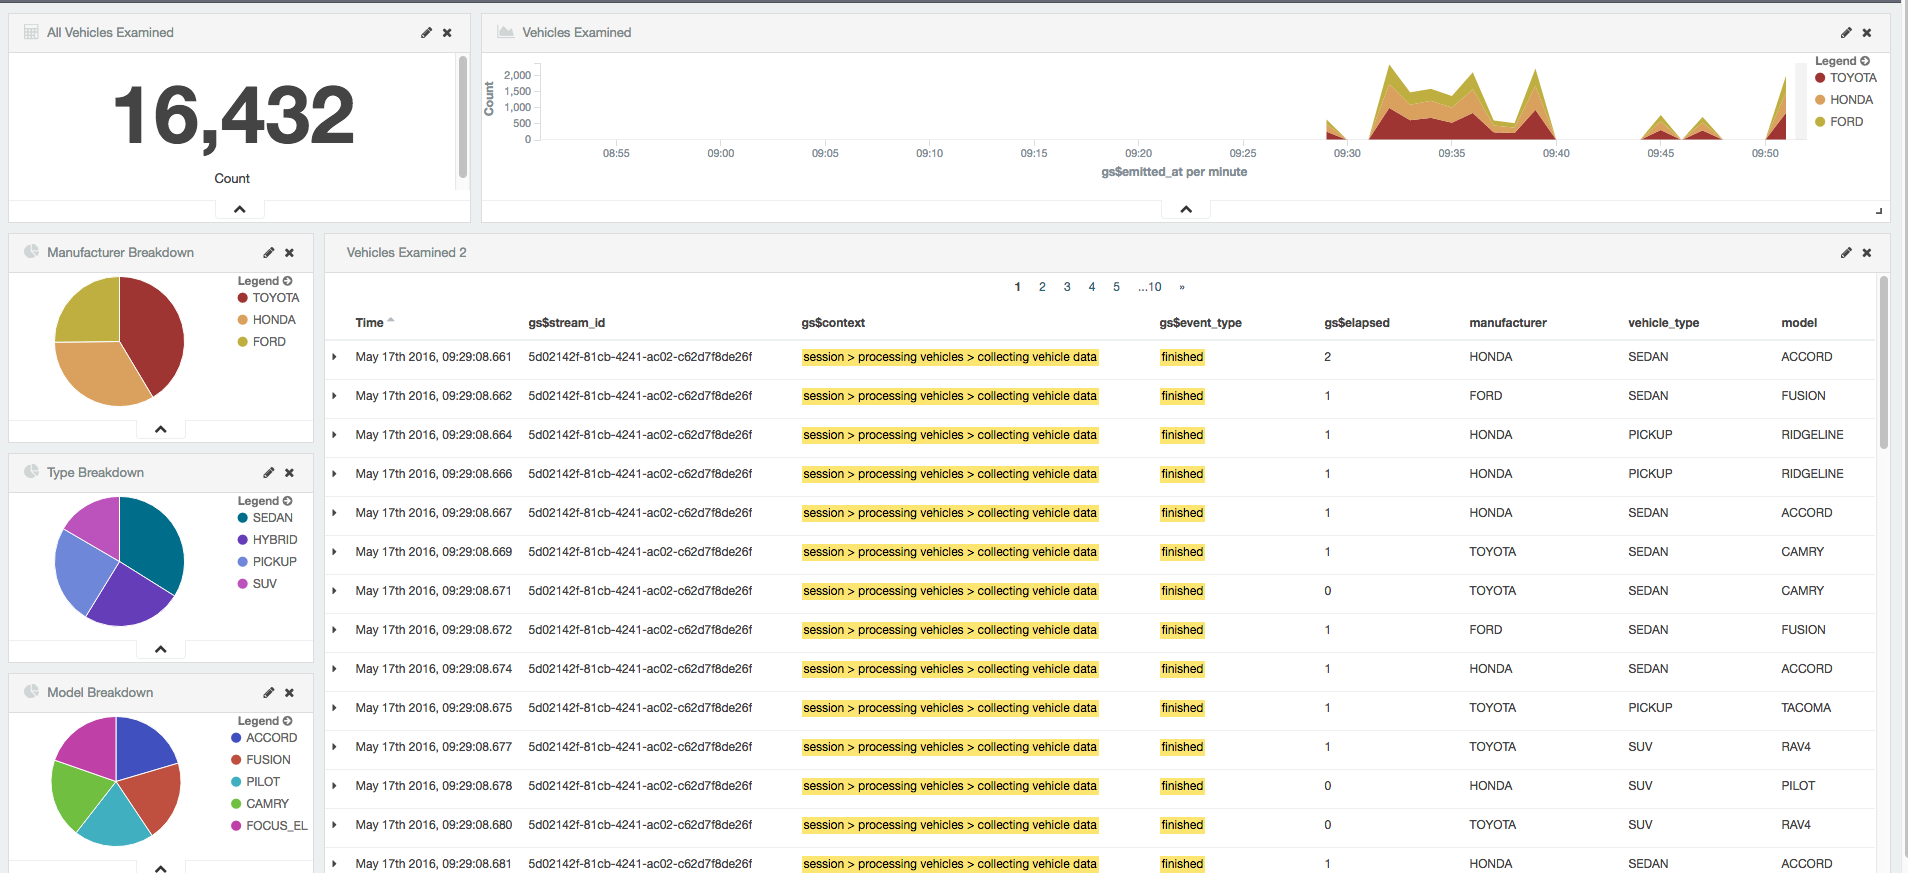 All Vehicles Examined
16,432
Count
Vehicles Examined
Count
2,000
1,500
1,000
500
0
08:55 09:00 09:05 09:10 09:15 09:20 09:25 09:30 09:35 09:40 09:45 09:50
gs$emitted_at per minute
Legend
TOYOTA
HONDA
FORD
Manufacturer Breakdown
Legend
TOYOTA
HONDA
FORD
Type Breakdown
Legend
SEDAN
HYBRID
PICKUP
SUV
Model Breakdown
Legend
ACCORD
FUSION
PILOT
CAMRY
FOCUS_EL
Vehicles Examined 2
1 2 3 4 5 ...10 »
Time gs$stream_id gs$context gs$event_type gs$elapsed manufacturer vehicle_type model
May 17th 2016, 09:29:08.661 5d02142f-81cb-4241-ac02-c62d7f8de26f session > processing vehicles > collecting vehicle data finished 2 HONDA SEDAN ACCORD
May 17th 2016, 09:29:08.662 5d02142f-81cb-4241-ac02-c62d7f8de26f session > processing vehicles > collecting vehicle data finished 1 FORD SEDAN FUSION
May 17th 2016, 09:29:08.664 5d02142f-81cb-4241-ac02-c62d7f8de26f session > processing vehicles > collecting vehicle data finished 1 HONDA PICKUP RIDGELINE
May 17th 2016, 09:29:08.666 5d02142f-81cb-4241-ac02-c62d7f8de26f session > processing vehicles > collecting vehicle data finished 1 HONDA PICKUP RIDGELINE
May 17th 2016, 09:29:08.667 5d02142f-81cb-4241-ac02-c62d7f8de26f session > processing vehicles > collecting vehicle data finished 1 HONDA SEDAN ACCORD
May 17th 2016, 09:29:08.669 5d02142f-81cb-4241-ac02-c62d7f8de26f session > processing vehicles > collecting vehicle data finished 1 TOYOTA SEDAN CAMRY
May 17th 2016, 09:29:08.671 5d02142f-81cb-4241-ac02-c62d7f8de26f session > processing vehicles > collecting vehicle data finished 0 TOYOTA SEDAN CAMRY
May 17th 2016, 09:29:08.672 5d02142f-81cb-4241-ac02-c62d7f8de26f session > processing vehicles > collecting vehicle data finished 1 FORD SEDAN FUSION
May 17th 2016, 09:29:08.674 5d02142f-81cb-4241-ac02-c62d7f8de26f session > processing vehicles > collecting vehicle data finished 1 HONDA SEDAN ACCORD
May 17th 2016, 09:29:08.675 5d02142f-81cb-4241-ac02-c62d7f8de26f session > processing vehicles > collecting vehicle data finished 1 TOYOTA PICKUP TACOMA
May 17th 2016, 09:29:08.677 5d02142f-81cb-4241-ac02-c62d7f8de26f session > processing vehicles > collecting vehicle data finished 1 TOYOTA SUV RAV4
May 17th 2016, 09:29:08.678 5d02142f-81cb-4241-ac02-c62d7f8de26f session > processing vehicles > collecting vehicle data finished 0 HONDA SUV PILOT
May 17th 2016, 09:29:08.680 5d02142f-81cb-4241-ac02-c62d7f8de26f session > processing vehicles > collecting vehicle data finished 0 TOYOTA SUV RAV4
May 17th 2016, 09:29:08.681 5d02142f-81cb-4241-ac02-c62d7f8de26f session > processing vehicles > collecting vehicle data finished 1 HONDA SEDAN ACCORD